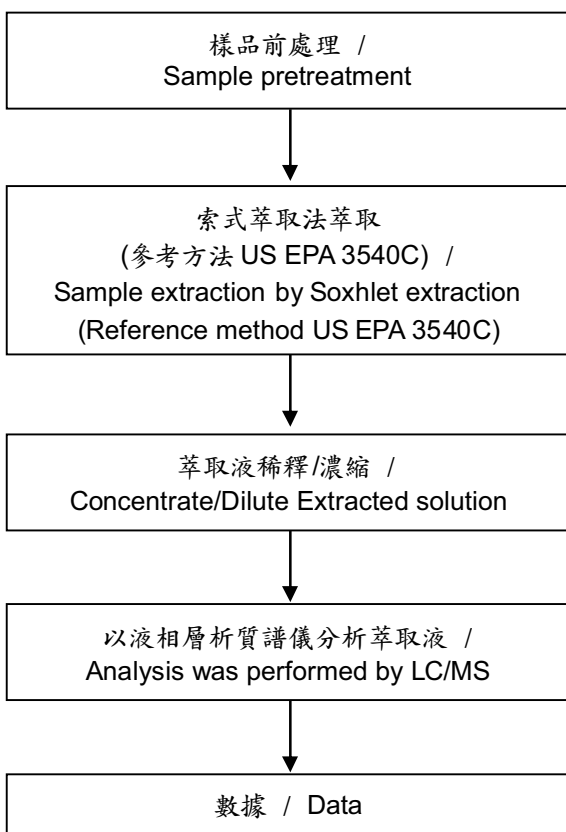 樣品前處理 /
Sample pretreatment
索式萃取法萃取
(參考方法 US EPA 3540C) /
Sample extraction by Soxhlet extraction
(Reference method US EPA 3540C)
萃取液稀釋/濃縮 /
Concentrate/Dilute Extracted solution
以液相層析質譜儀分析萃取液 /
Analysis was performed by LC/MS
數據 / Data